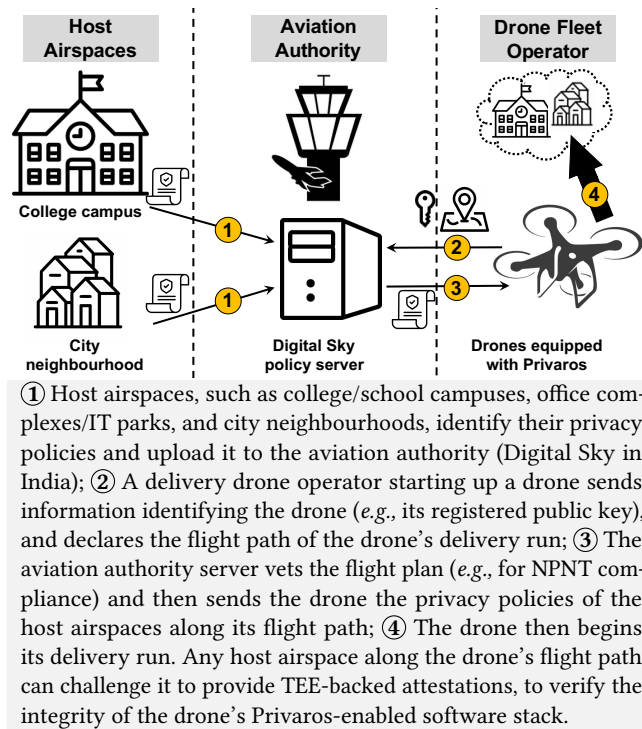 Host
Airspaces
Aviation
Authority
Drone Fleet
Operator
College campus
1
2
3
4
1
City
neighbourhood
Digital Sky
policy server
Drones equipped
with Privaros
① Host airspaces, such as college/school campuses, office com-
plexes/IT parks, and city neighbourhoods, identify their privacy
policies and upload it to the aviation authority (Digital Sky in
India); ② A delivery drone operator starting up a drone sends
information identifying the drone (e.g., its registered public key),
and declares the flight path of the drone's delivery run; ③ The
aviation authority server vets the flight plan (e.g., for NPNT com-
pliance) and then sends the drone the privacy policies of the
host airspaces along its flight path; ④ The drone then begins
its delivery run. Any host airspace along the drone's flight path
can challenge it to provide TEE-backed attestations, to verify the
integrity of the drone's Privaros-enabled software stack.